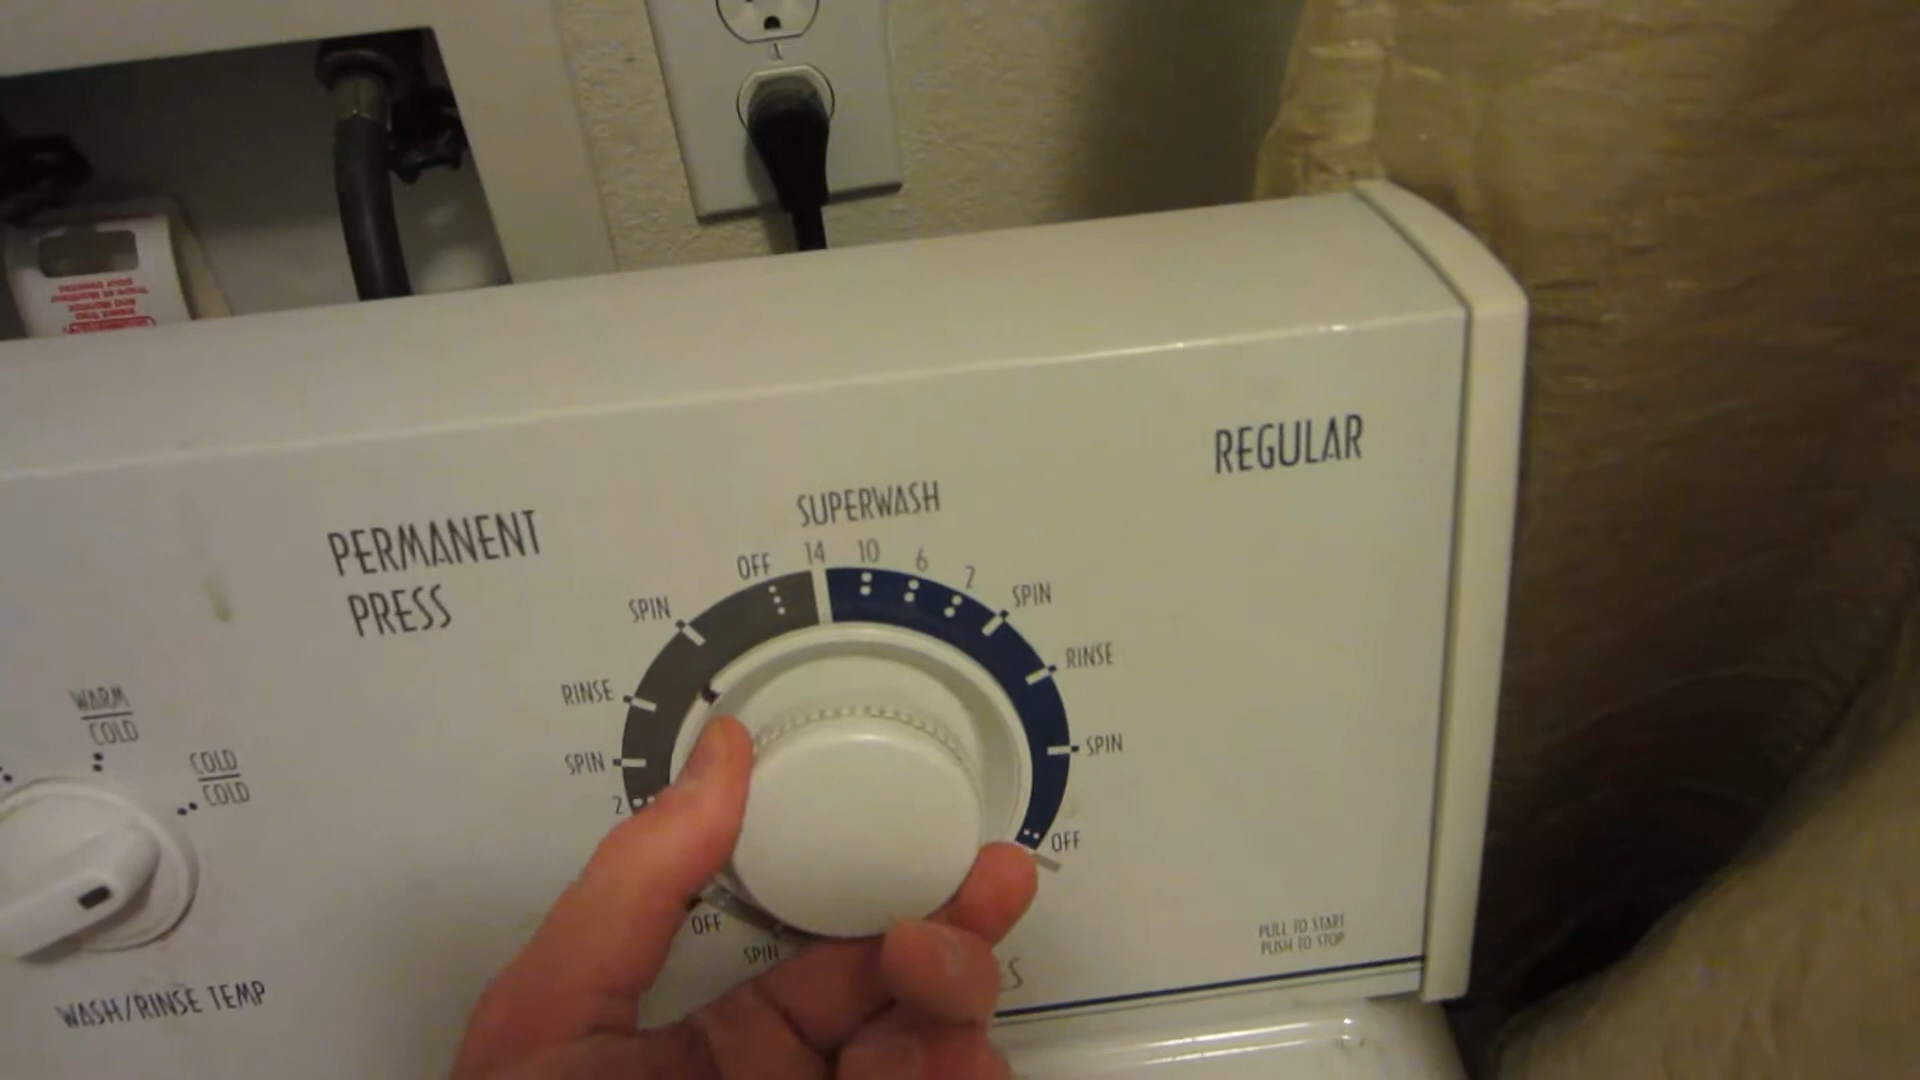 PERMANENT
PRESS
SUPERWASH
REGULAR
OFF 14 10 6 2
SPIN
SPIN
RINSE
RINSE
SPIN
SPIN
2
OFF
OFF
SPIN
S
WARM
COLD
COLD
COLD
WASH/RINSE TEMP
PULL TO START
PUSH TO STOP